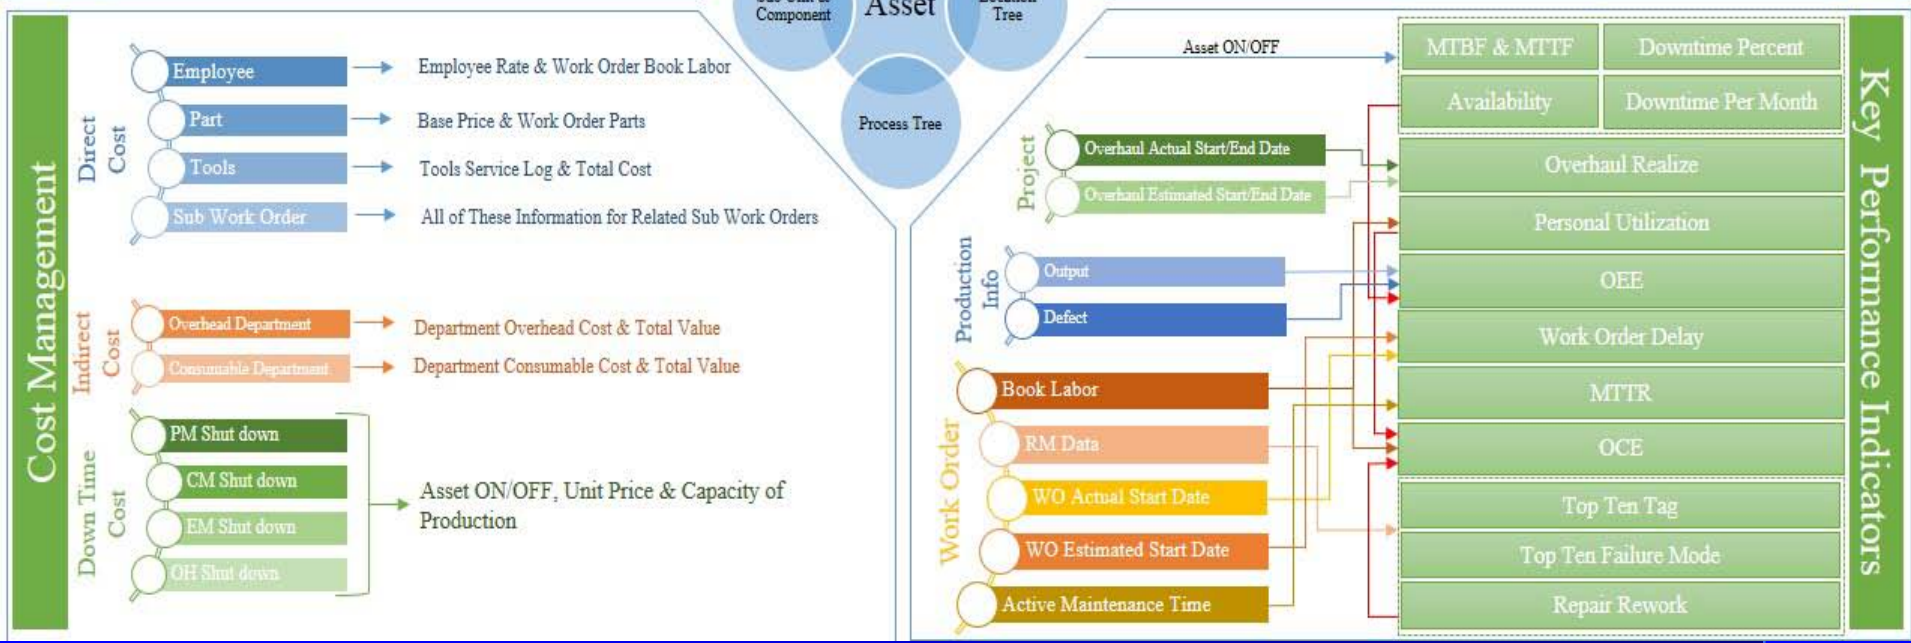 Component
Asset
Tree
Process Tree
Cost Management
Direct
Cost
Employee
Employee Rate & Work Order Book Labor
Part
Base Price & Work Order Parts
Tools
Tools Service Log & Total Cost
Sub Work Order
All of These Information for Related Sub Work Orders
Indirect
Cost
Overhead Department
Department Overhead Cost & Total Value
Consumable Department
Department Consumable Cost & Total Value
Down Time
Cost
PM Shut down
CM Shut down
EM Shut down
OH Shut down
Asset ON/OFF, Unit Price & Capacity of
Production
Asset ON/OFF
Project
Overhaul Actual Start/End Date
Overhaul Estimated Start/End Date
Production
Info
Output
Defect
Work Order
Book Labor
RM Data
WO Actual Start Date
WO Estimated Start Date
Active Maintenance Time
MTBF & MTTF
Downtime Percent
Availability
Downtime Per Month
Overhaul Realize
Personal Utilization
OEE
Work Order Delay
MTTR
OCE
Top Ten Tag
Top Ten Failure Mode
Repair Rework
Key Performance Indicators